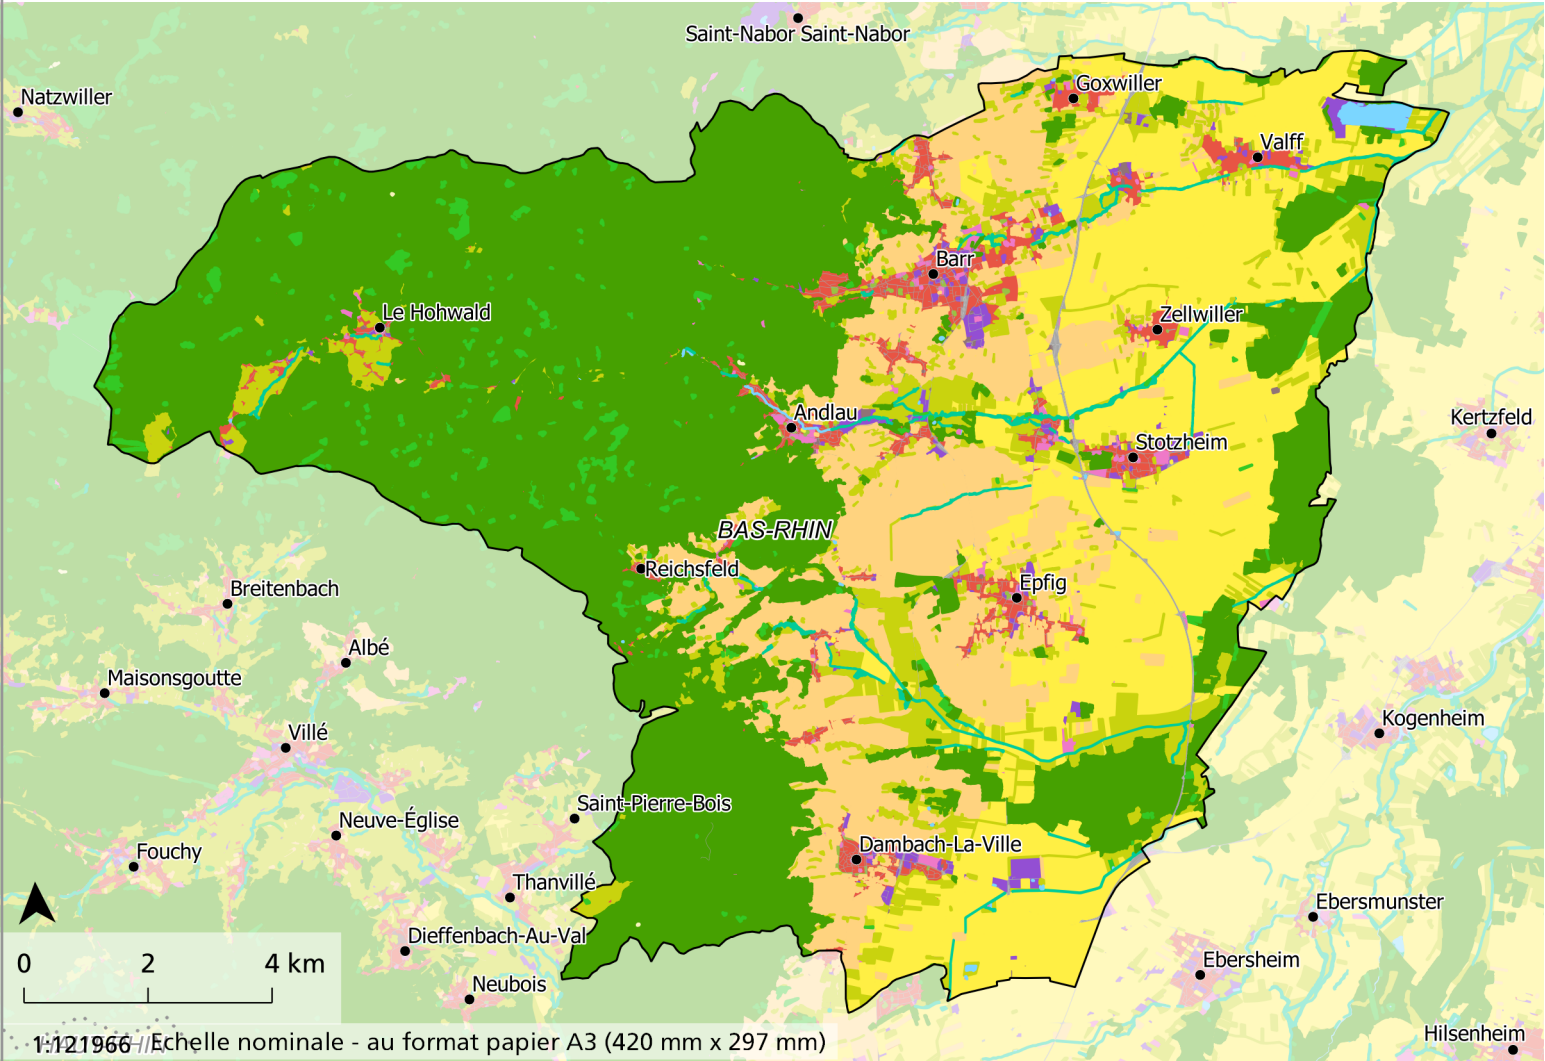 Saint-Nabor Saint-Nabor
Natzwiller
Goxwiller
Valff
Barr
Le Hohwald
Zellwiller
Andlau
Kertzfeld
Stotzheim
BAS-RHIN
Reichsfeld
Epfig
Breitenbach
Albé
Maisonsgoutte
Villé
Kogenheim
Saint-Pierre-Bois
Neuve-Église
Dambach-La-Ville
Fouchy
Thanvillé
Ebersmunster
Dieffenbach-Au-Val
Ebersheim
0 2 4 km
Neubois
Hilsenheim
1:121966 Echelle nominale - au format papier A3 (420 mm x 297 mm)